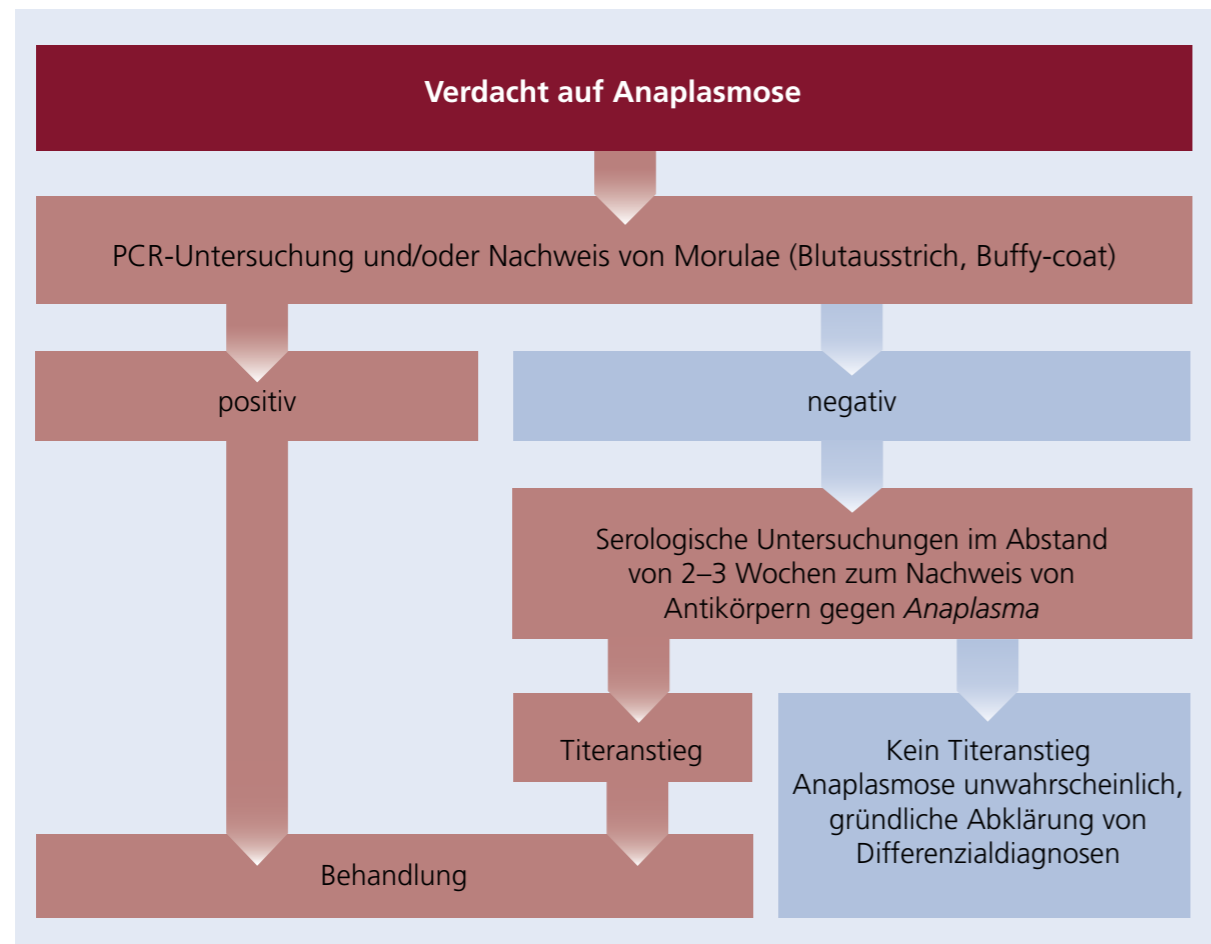 Verdacht auf Anaplasmose
PCR-Untersuchung und/oder Nachweis von Morulae (Blutausstrich, Buffy-coat)
positiv
negativ
Serologische Untersuchungen im Abstand
von 2–3 Wochen zum Nachweis von
Antikörpern gegen Anaplasma
Titeranstieg
Kein Titeranstieg
Anaplasmose unwahrscheinlich,
gründliche Abklärung von
Differenzialdiagnosen
Behandlung